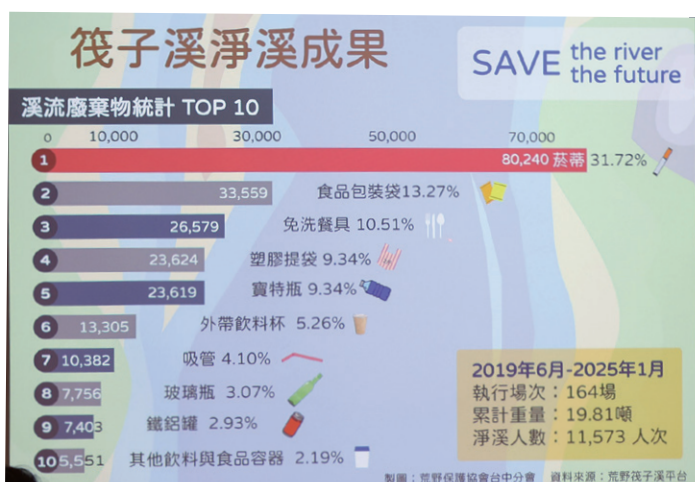 筏子溪淨溪成果
SAVE the river
the future
溪流廢棄物統計 TOP 10
0 10,000 30,000 50,000 70,000
1 80,240 菸蒂 31.72%
2 33,559 食品包裝袋13.27%
3 26,579 免洗餐具 10.51%
4 23,624 塑膠提袋 9.34%
5 23,619 寶特瓶 9.34%
6 13,305 外帶飲料杯 5.26%
7 10,382 吸管 4.10%
8 7,756 玻璃瓶 3.07%
9 7,403 鐵鋁罐 2.93%
10 5,551 其他飲料與食品容器 2.19%
2019年6月-2025年1月
執行場次：164場
累計重量：19.81噸
淨溪人數：11,573 人次
製圖：荒野保護協會台中分會 資料來源：荒野筏子溪平台